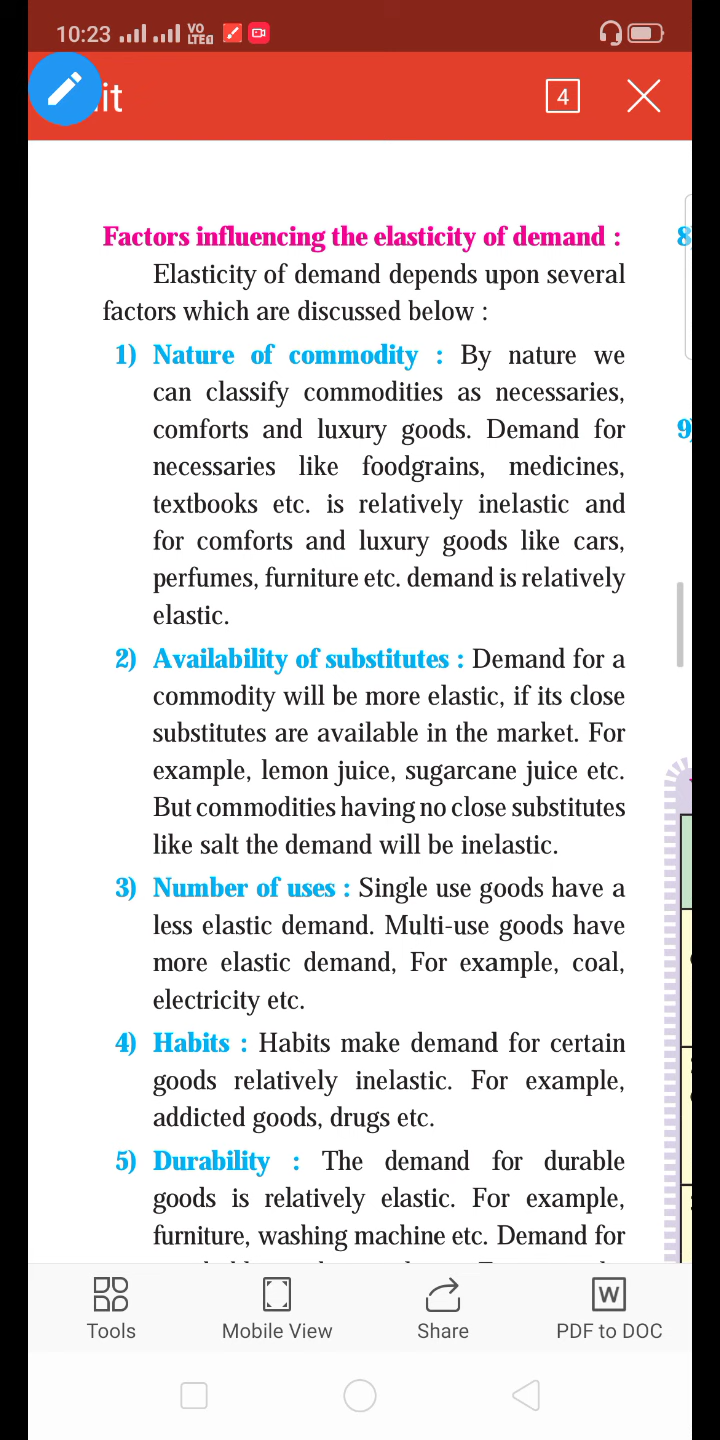 10:23 VO LTE
it
4
Factors influencing the elasticity of demand :
8
Elasticity of demand depends upon several
factors which are discussed below :
1) Nature of commodity : By nature we
can classify commodities as necessaries,
comforts and luxury goods. Demand for
9)
necessaries like foodgrains, medicines,
textbooks etc. is relatively inelastic and
for comforts and luxury goods like cars,
perfumes, furniture etc. demand is relatively
elastic.
2) Availability of substitutes : Demand for a
commodity will be more elastic, if its close
substitutes are available in the market. For
example, lemon juice, sugarcane juice etc.
But commodities having no close substitutes
like salt the demand will be inelastic.
3) Number of uses : Single use goods have a
less elastic demand. Multi-use goods have
more elastic demand, For example, coal,
electricity etc.
4) Habits : Habits make demand for certain
goods relatively inelastic. For example,
addicted goods, drugs etc.
5) Durability : The demand for durable
goods is relatively elastic. For example,
furniture, washing machine etc. Demand for
Tools
Mobile View
Share
W
PDF to DOC